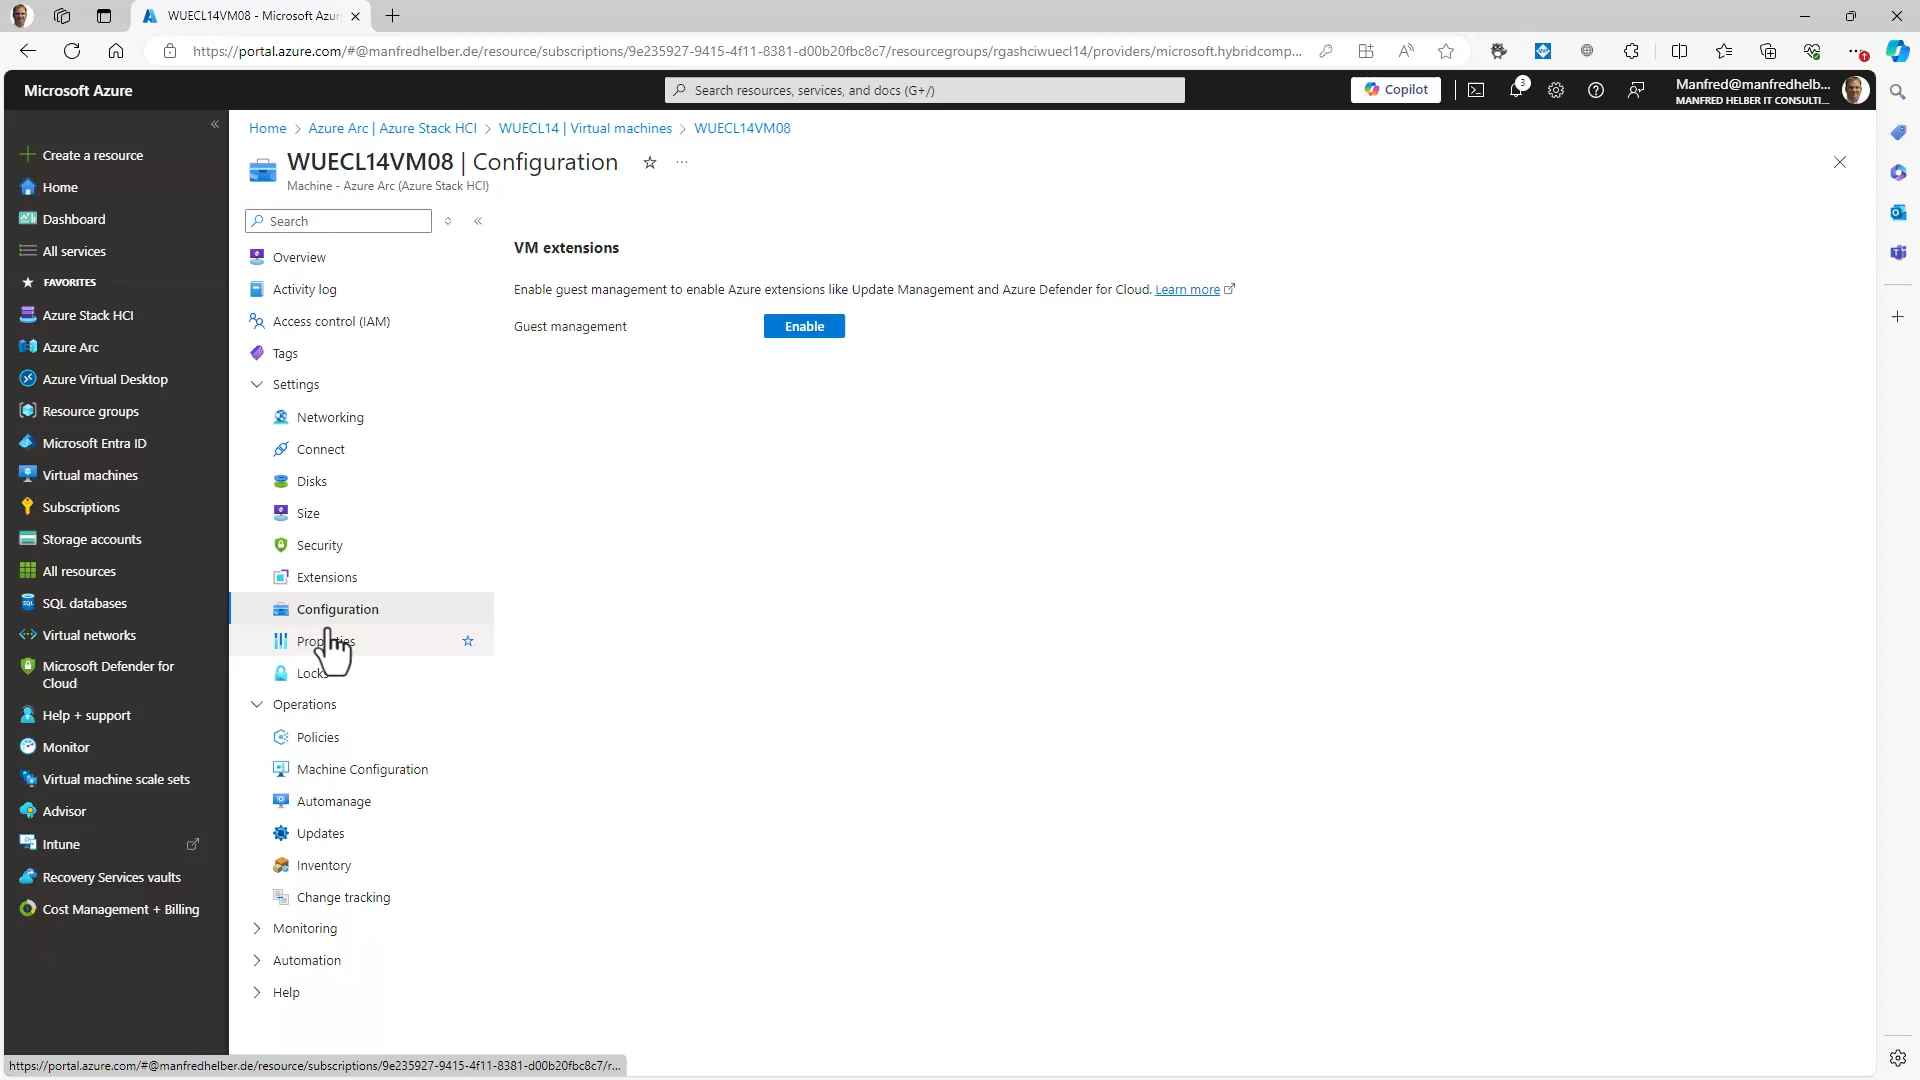 WUECL14VM08 - Microsoft Azur
https://portal.azure.com/#@manfredhelber.de/resource/subscriptions/9e235927-9415-4f11-8381-d00b20fbc8c7/resourcegroups/rgashciwuecl14/providers/microsoft.hybridcomp...
Microsoft Azure
Search resources, services, and docs (G+/)
Copilot
3
Manfred@manfredhelb...
MANFRED HELBER IT CONSULTI...
Home > Azure Arc | Azure Stack HCI > WUECL14 | Virtual machines > WUECL14VM08
WUECL14VM08 | Configuration
Machine - Azure Arc (Azure Stack HCI)
Create a resource
Home
Dashboard
All services
FAVORITES
Azure Stack HCI
Azure Arc
Azure Virtual Desktop
Resource groups
Microsoft Entra ID
Virtual machines
Subscriptions
Storage accounts
All resources
SQL databases
Virtual networks
Microsoft Defender for
Cloud
Help + support
Monitor
Virtual machine scale sets
Advisor
Intune
Recovery Services vaults
Cost Management + Billing
Search
Overview
Activity log
Access control (IAM)
Tags
Settings
Networking
Connect
Disks
Size
Security
Extensions
Configuration
Properties
Locks
Operations
Policies
Machine Configuration
Automanage
Updates
Inventory
Change tracking
Monitoring
Automation
Help
VM extensions
Enable guest management to enable Azure extensions like Update Management and Azure Defender for Cloud. Learn more
Guest management
Enable
https://portal.azure.com/#@manfredhelber.de/resource/subscriptions/9e235927-9415-4f11-8381-d00b20fbc8c7/r...